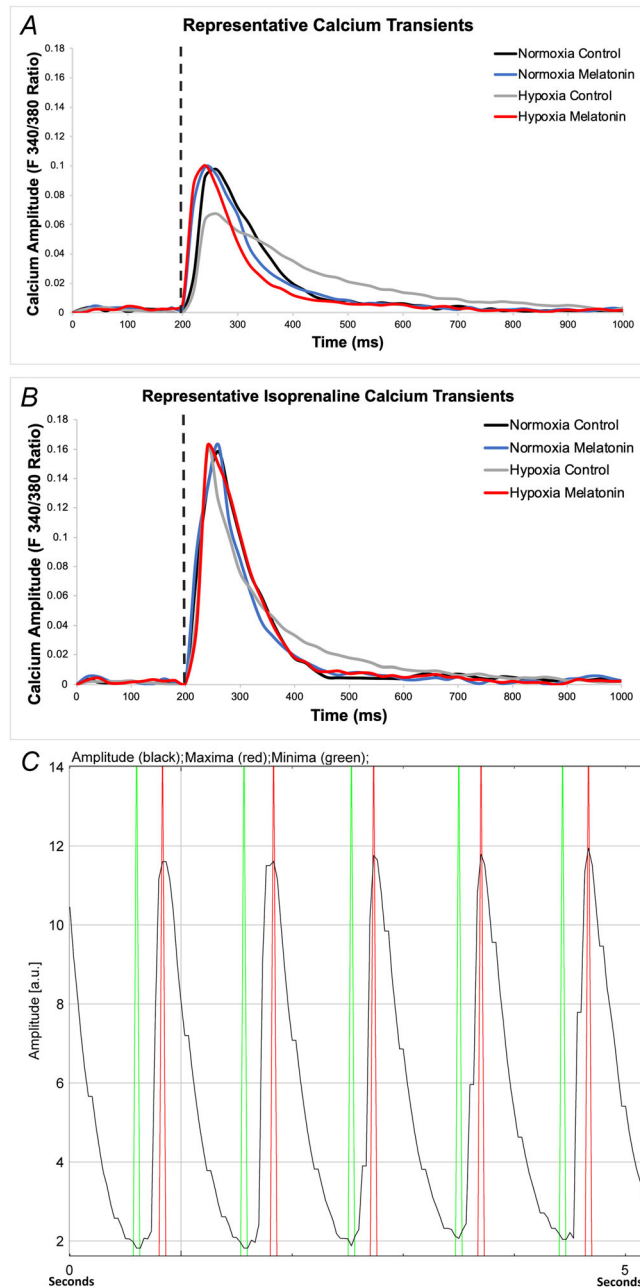 A
Representative Calcium Transients
Calcium Amplitude (F 340/380 Ratio)
0.18
0.16
0.14
0.12
0.1
0.08
0.06
0.04
0.02
0
Normoxia Control
Normoxia Melatonin
Hypoxia Control
Hypoxia Melatonin
0 100 200 300 400 500 600 700 800 900 1000
Time (ms)
B
Representative Isoprenaline Calcium Transients
Calcium Amplitude (F 340/380 Ratio)
0.18
0.16
0.14
0.12
0.1
0.08
0.06
0.04
0.02
0
Normoxia Control
Normoxia Melatonin
Hypoxia Control
Hypoxia Melatonin
0 100 200 300 400 500 600 700 800 900 1000
Time (ms)
C
Amplitude (black);Maxima (red);Minima (green);
Amplitude [a.u.]
14
12
10
8
6
4
2
0 5
Seconds Seconds